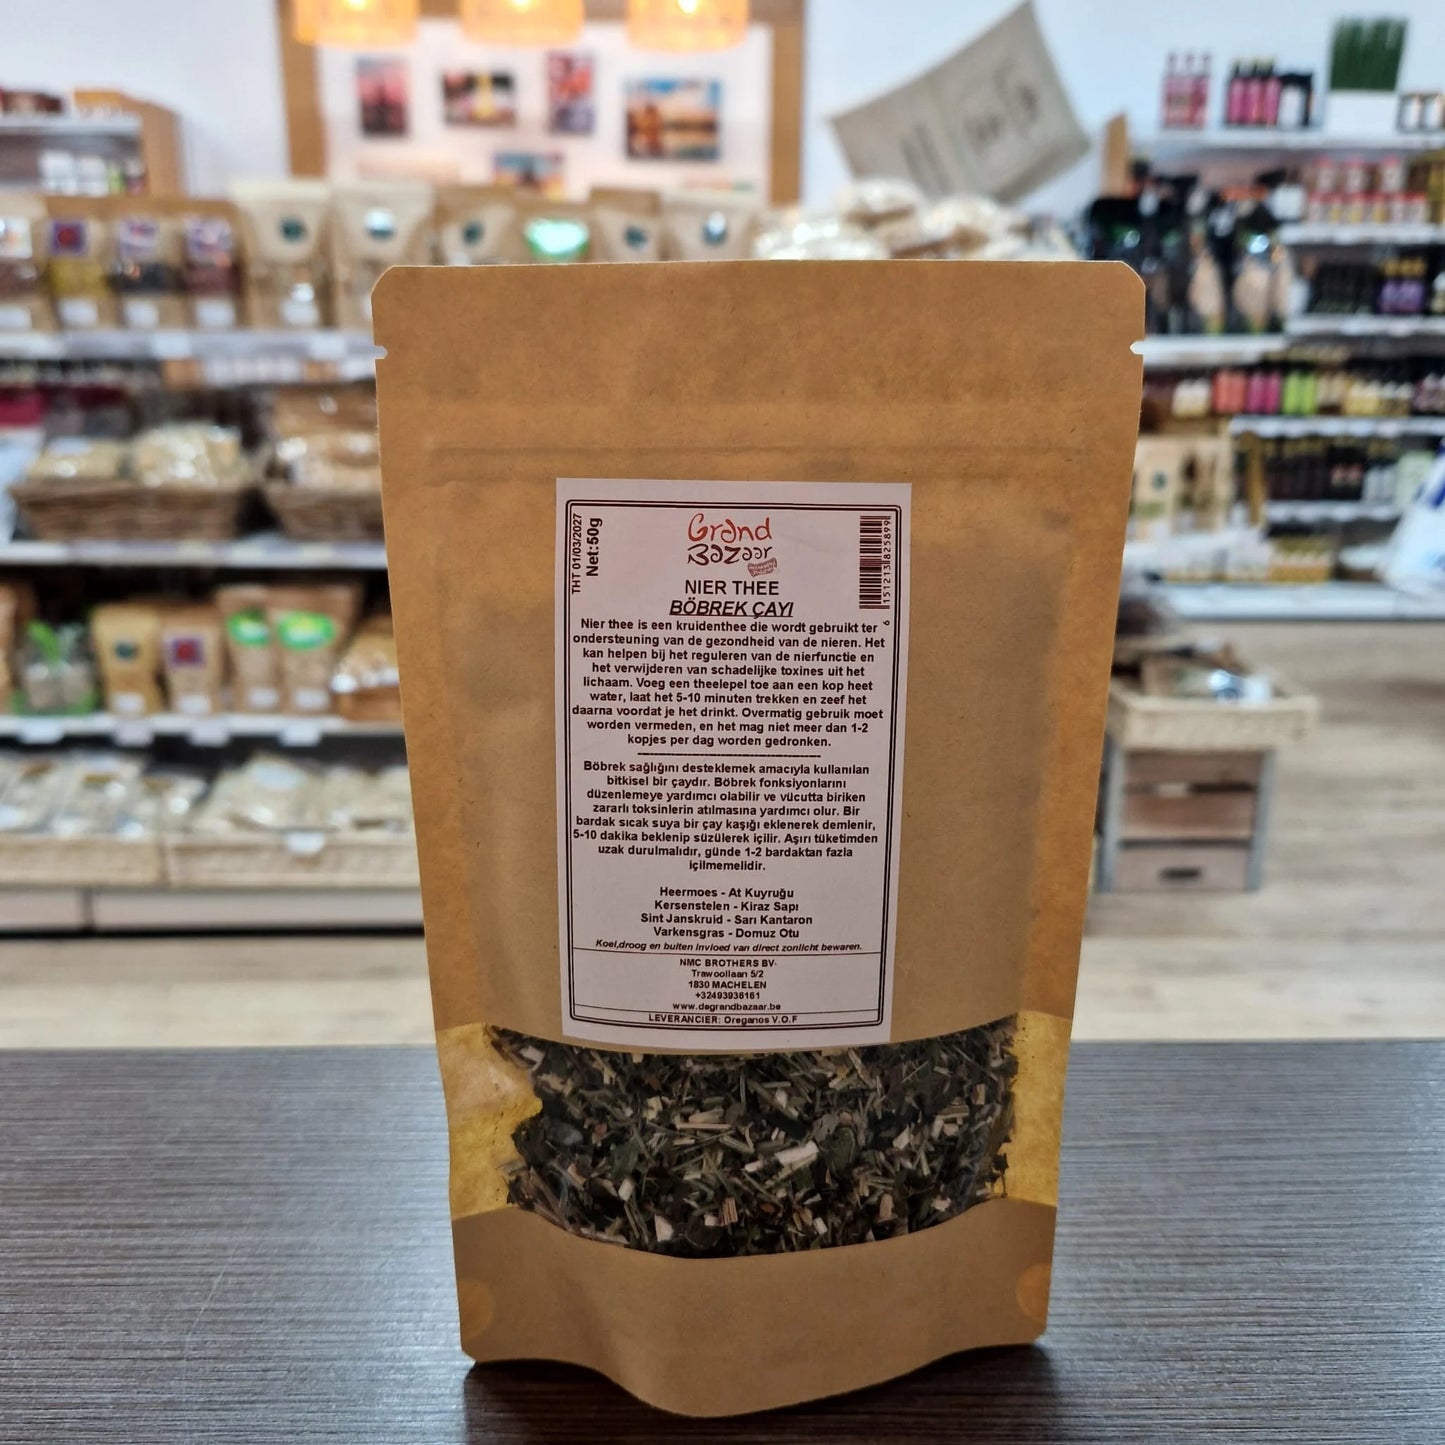 THT 01/03/2027
Net:50g
Grand
Bazaar
6 151213 825899
NIER THEE
BÖBREK ÇAYI
Nier thee is een kruidenthee die wordt gebruikt ter
ondersteuning van de gezondheid van de nieren. Het
kan helpen bij het reguleren van de nierfunctie en
het verwijderen van schadelijke toxines uit het
lichaam. Voeg een theelepel toe aan een kop heet
water, laat het 5-10 minuten trekken en zeef het
daarna voordat je het drinkt. Overmatig gebruik moet
worden vermeden, en het mag niet meer dan 1-2
kopjes per dag worden gedronken.
Böbrek sağlığını desteklemek amacıyla kullanılan
bitkisel bir çaydır. Böbrek fonksiyonlarını
düzenlemeye yardımcı olabilir ve vücutta biriken
zararlı toksinlerin atılmasına yardımcı olur. Bir
bardak sıcak suya bir çay kaşığı eklenerek demlenir,
5-10 dakika beklenip süzülerek içilir. Aşırı tüketimden
uzak durulmalıdır, günde 1-2 bardaktan fazla
içilmemelidir.
Heermoes - At Kuyruğu
Kersenstelen - Kiraz Sapı
Sint Janskruid - Sarı Kantaron
Varkensgras - Domuz Otu
Koel,droog en buiten invloed van direct zonlicht bewaren.
NMC BROTHERS BV-
Trawoollaan 5/2
1830 MACHELEN
+32493936161
www.degrandbazaar.be
LEVERANCIER: Oreganos V.O.F